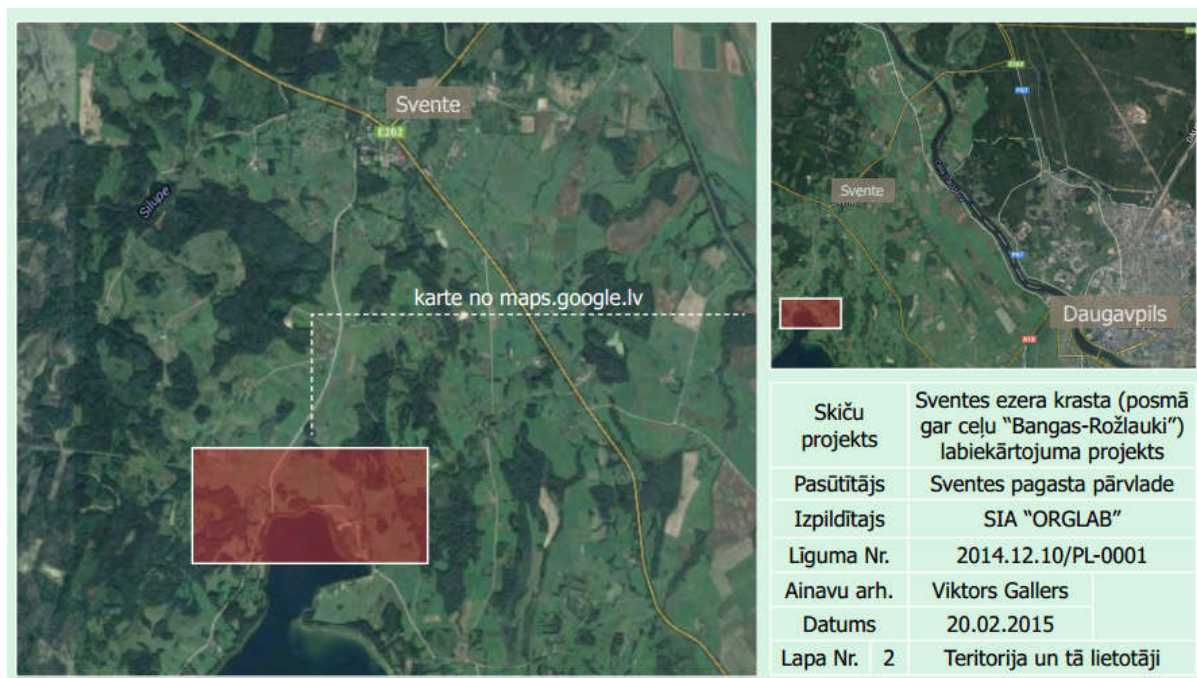 Svente
E262
Silupe
karte no maps.google.lv
E262
P67
Svente
P67
Daugavpils
A13
Skiču projekts
Sventes ezera krasta (posmā
gar ceļu “Bangas-Rožlauki”)
labiekārtojuma projekts
Pasūtītājs Sventes pagasta pārvlade
Izpildītajs SIA “ORGLAB”
Līguma Nr. 2014.12.10/PL-0001
Ainavu arh. Viktors Gallers
Datums 20.02.2015
Lapa Nr. 2 Teritorija un tā lietotāji